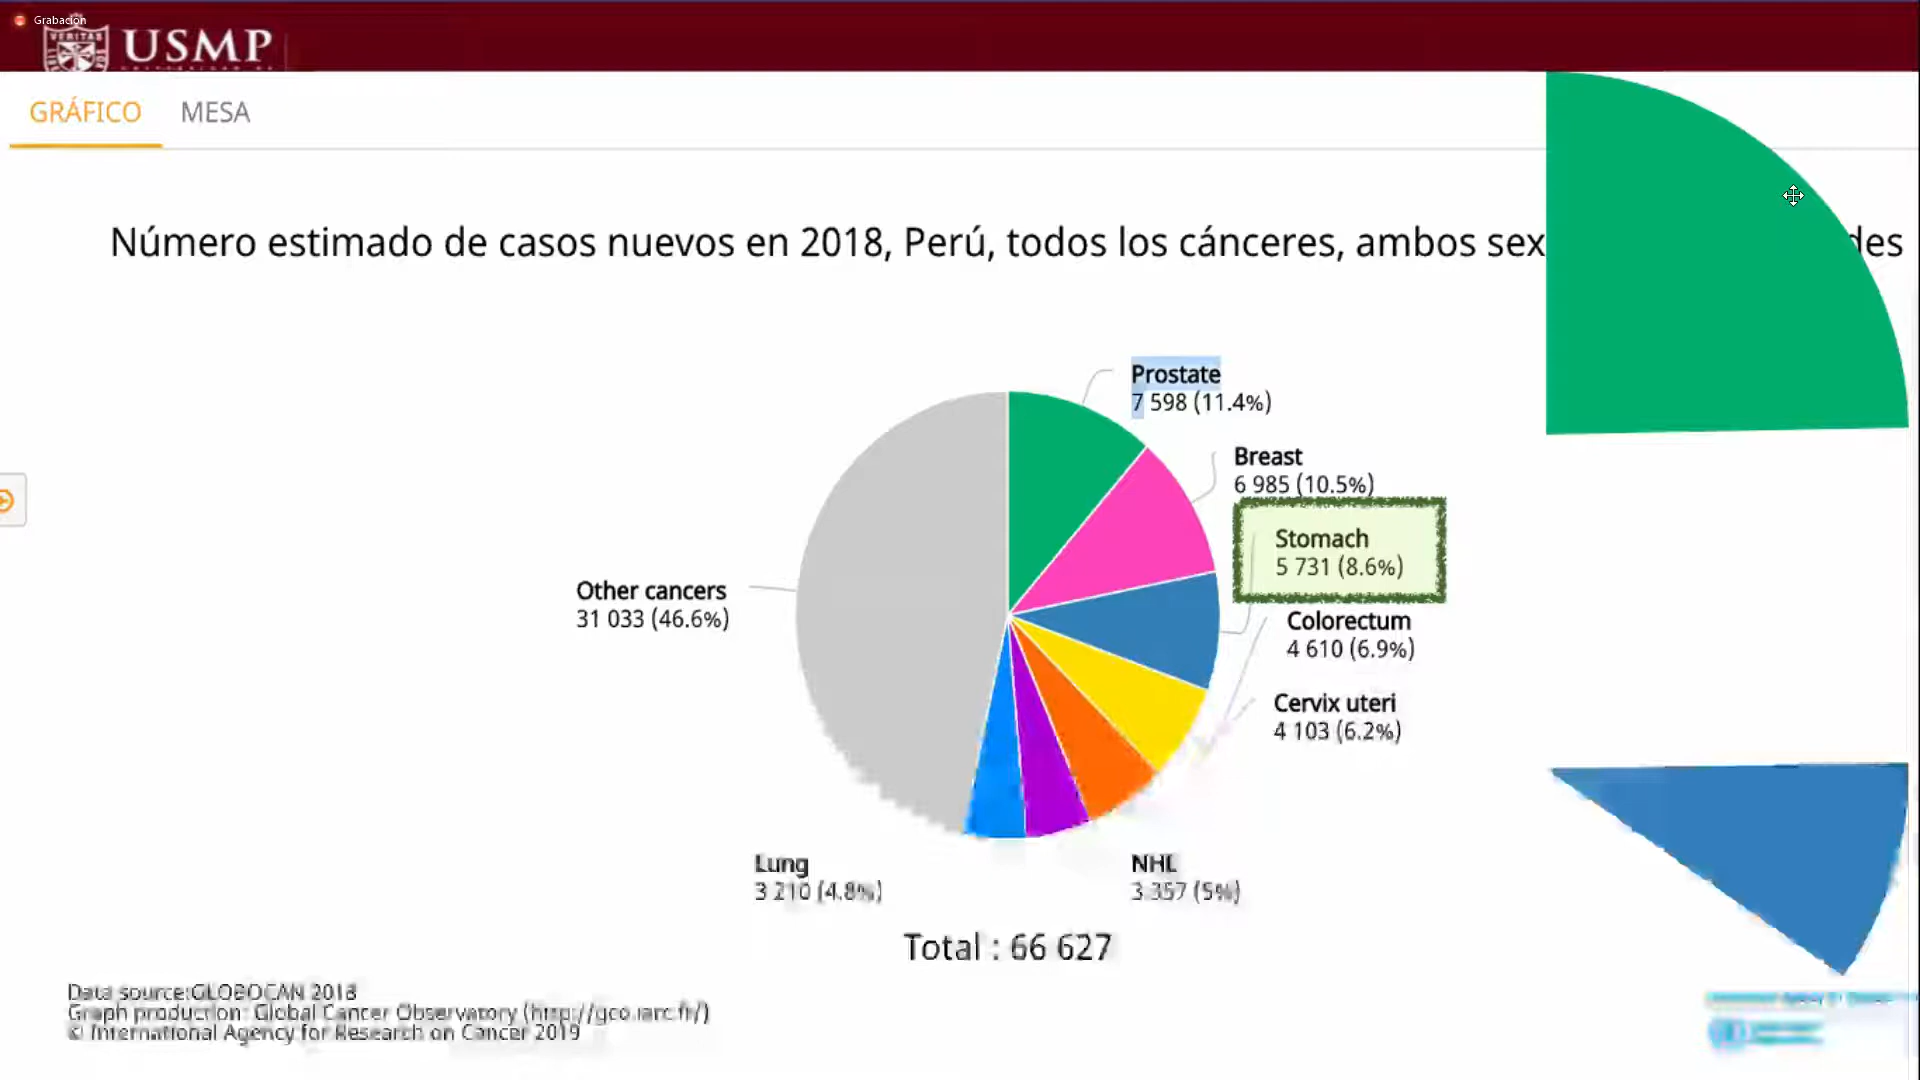 Grabación
VERITAS
USMP
GRÁFICO MESA
Número estimado de casos nuevos en 2018, Perú, todos los cánceres, ambos sex des
Prostate
7 598 (11.4%)
Breast
6 985 (10.5%)
Stomach
5 731 (8.6%)
Other cancers
31 033 (46.6%)
Colorectum
4 610 (6.9%)
Cervix uteri
4 103 (6.2%)
Lung
3 210 (4.8%)
NHL
3 357 (5%)
Total : 66 627
Data source:GLOBOCAN 2018
Graph production: Global Cancer Observatory (http://gco.iarc.fr/)
© International Agency for Research on Cancer 2019